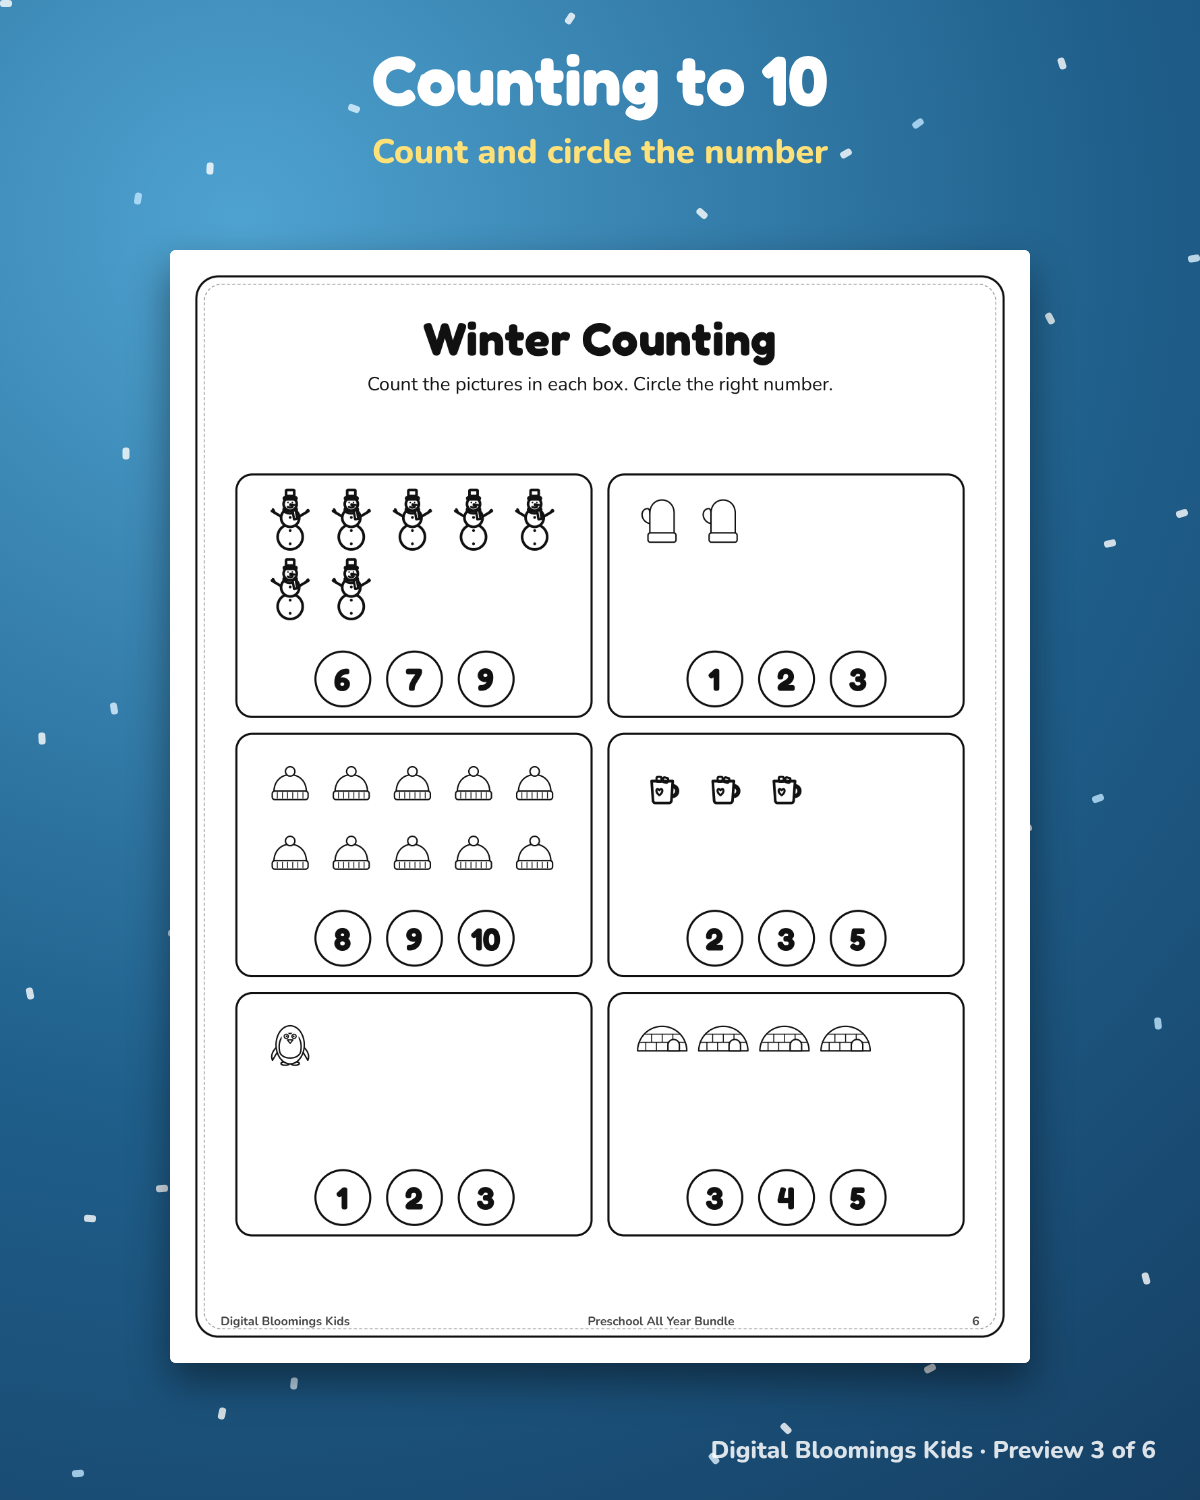 Counting to 10
Count and circle the number
Winter Counting
Count the pictures in each box. Circle the right number.
6 7 9
1 2 3
8 9 10
2 3 5
1 2 3
3 4 5
Digital Bloomings Kids Preschool All Year Bundle 6
Digital Bloomings Kids · Preview 3 of 6